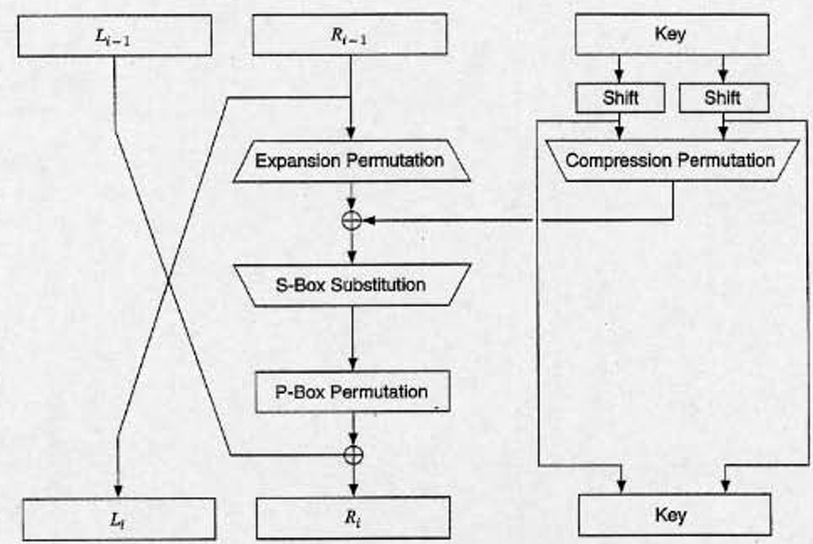 L_{i-1}
R_{i-1}
Key
Shift
Shift
Expansion Permutation
Compression Permutation
S-Box Substitution
P-Box Permutation
L_i
R_i
Key